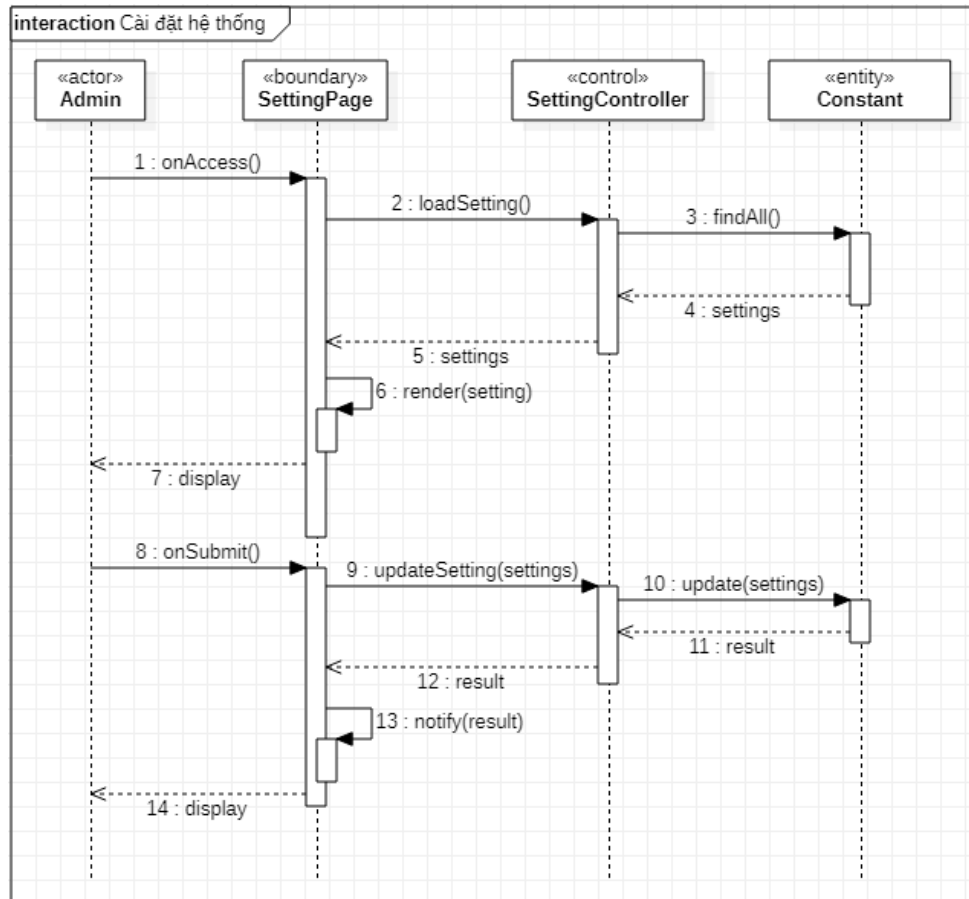 interaction Cài đặt hệ thống
«actor»
Admin
«boundary»
SettingPage
«control»
SettingController
«entity»
Constant
1 : onAccess()
2 : loadSetting()
3 : findAll()
4 : settings
5 : settings
6 : render(setting)
7 : display
8 : onSubmit()
9 : updateSetting(settings)
10 : update(settings)
11 : result
12 : result
13 : notify(result)
14 : display